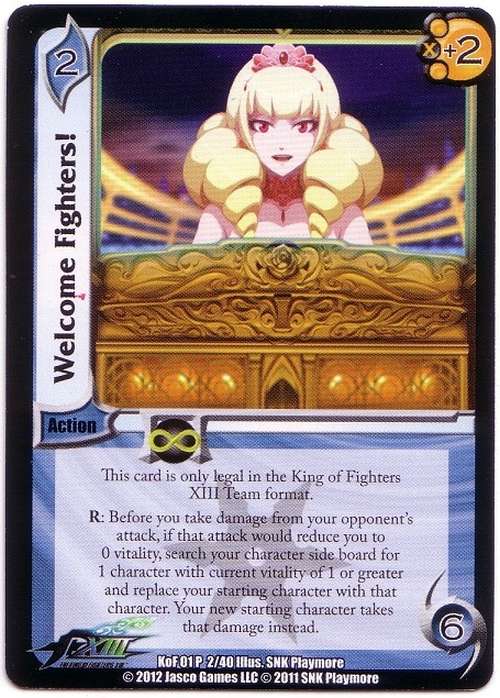 2
X+2
Welcome Fighters!
Action
This card is only legal in the King of Fighters
XIII Team format.
R: Before you take damage from your opponent's
attack, if that attack would reduce you to
0 vitality, search your character side board for
1 character with current vitality of 1 or greater
and replace your starting character with that
character. Your new starting character takes
that damage instead.
6
XIII
KoF 01 P 2/40 Illus. SNK Playmore
© 2012 Jasco Games LLC © 2011 SNK Playmore